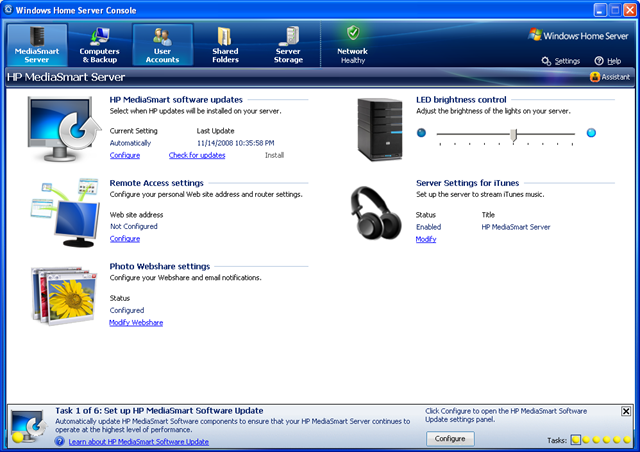 Windows Home Server Console
MediaSmart Server
Computers & Backup
User Accounts
Shared Folders
Server Storage
Network Healthy
Windows Home Server
Settings
Help
HP MediaSmart Server
Assistant
HP MediaSmart software updates
Select when HP updates will be installed on your server.
Current Setting Last Update
Automatically 11/14/2008 10:35:58 PM
Configure Check for updates Install
LED brightness control
Adjust the brightness of the lights on your server.
Remote Access settings
Configure your personal Web site address and router settings.
Web site address
Not Configured
Configure
Server Settings for iTunes
Set up the server to stream iTunes music.
Status Title
Enabled HP MediaSmart Server
Modify
Photo Webshare settings
Configure your Webshare and email notifications.
Status
Configured
Modify Webshare
Task 1 of 6: Set up HP MediaSmart Software Update
Automatically update HP MediaSmart Software components to ensure that your HP MediaSmart Server continues to
operate at the highest level of performance.
Learn about HP MediaSmart Software Update
Click Configure to open the HP MediaSmart Software
Update settings panel.
Configure
Tasks: